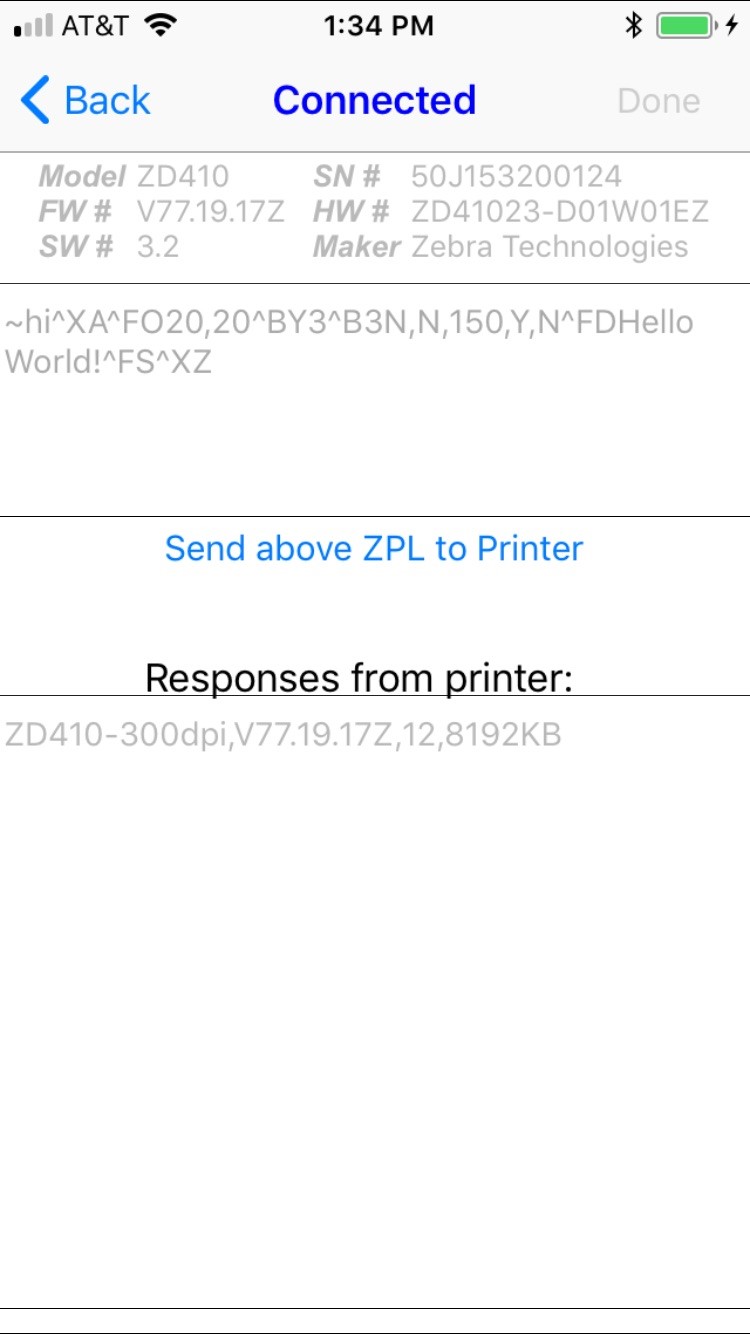 AT&T 1:34 PM
Back Connected Done
Model ZD410 SN # 50J153200124
FW # V77.19.17Z HW # ZD41023-D01W01EZ
SW # 3.2 Maker Zebra Technologies
~hi^XA^FO20,20^BY3^B3N,N,150,Y,N^FDHello
World!^FS^XZ
Send above ZPL to Printer
Responses from printer:
ZD410-300dpi,V77.19.17Z,12,8192KB